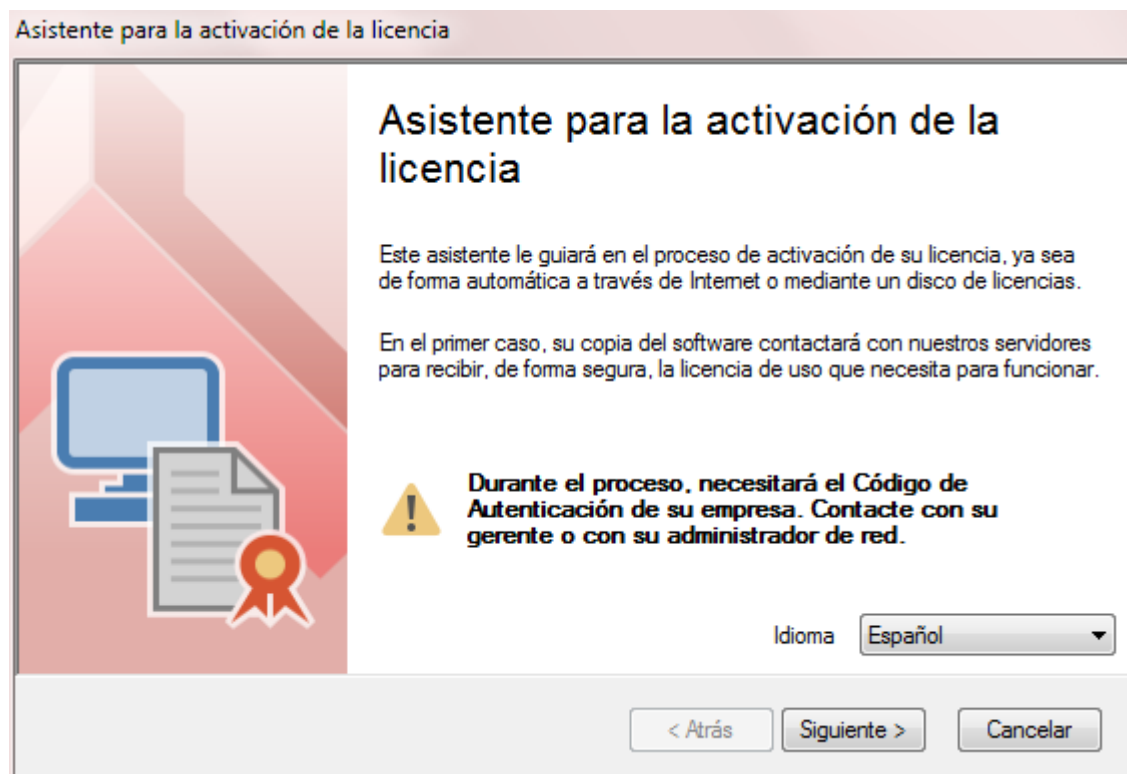 Asistente para la activación de la licencia
Asistente para la activación de la
licencia
Este asistente le guiará en el proceso de activación de su licencia, ya sea
de forma automática a través de Internet o mediante un disco de licencias.
En el primer caso, su copia del software contactará con nuestros servidores
para recibir, de forma segura, la licencia de uso que necesita para funcionar.
Durante el proceso, necesitará el Código de
Autenticación de su empresa. Contacte con su
gerente o con su administrador de red.
Idioma Español
< Atrás Siguiente > Cancelar